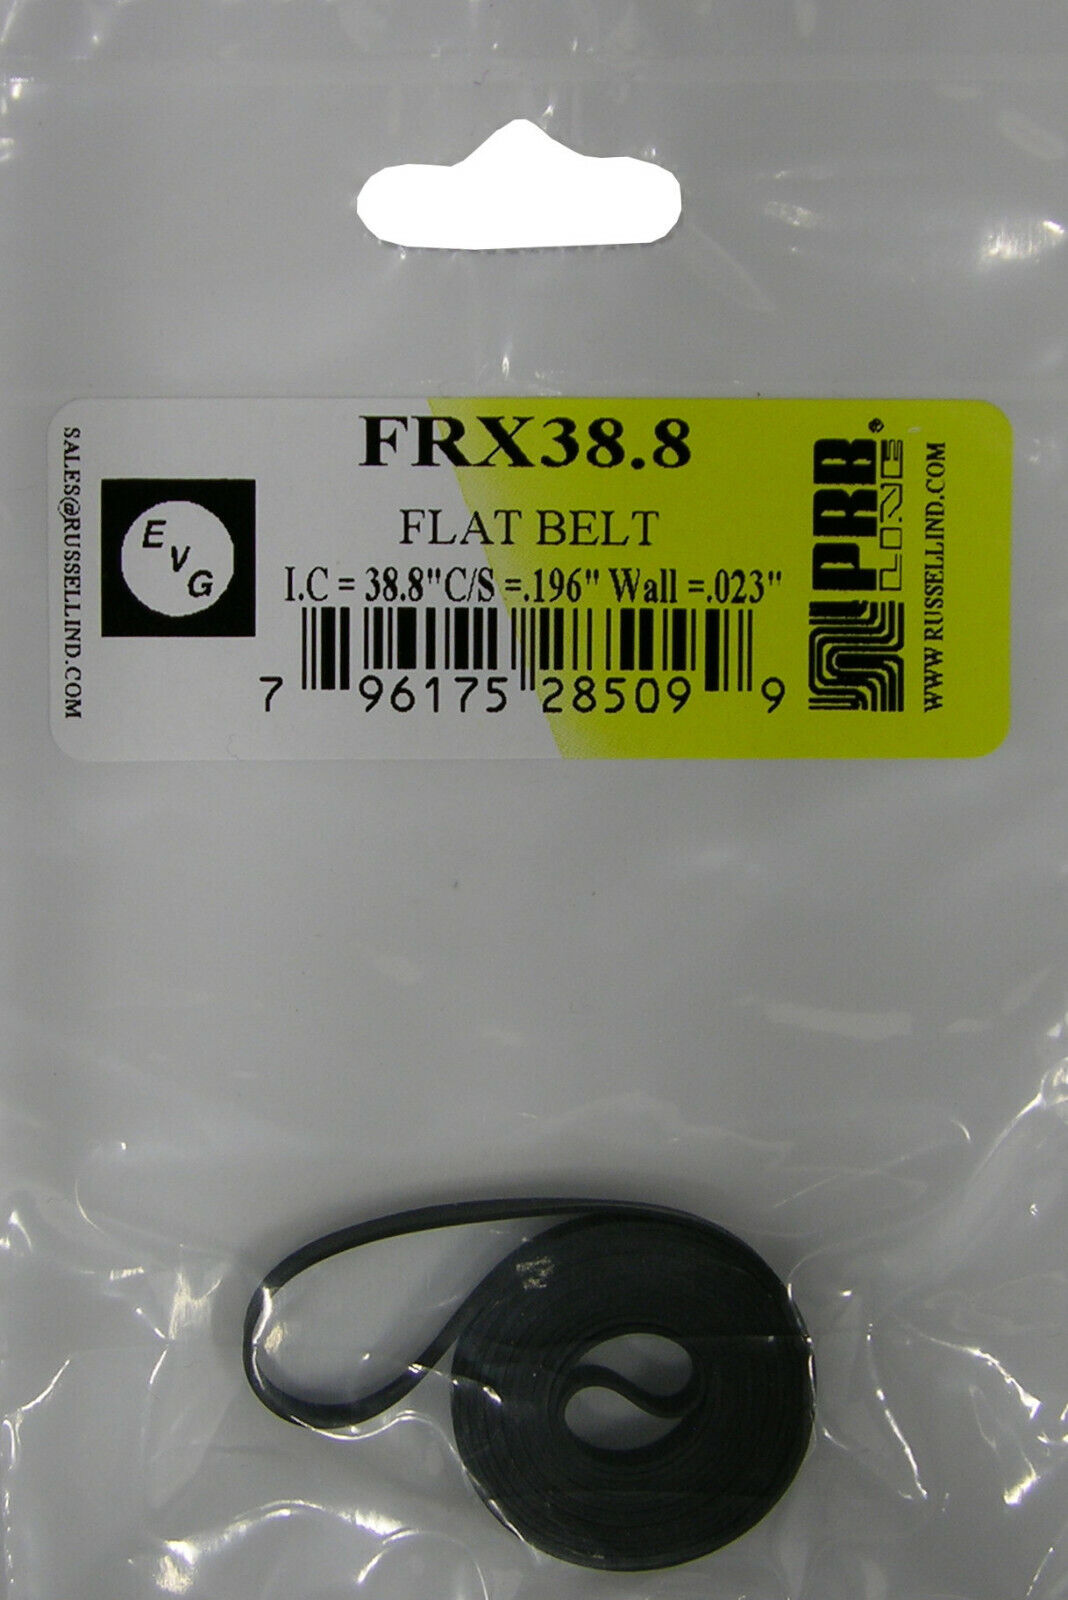 FRX38.8
FLAT BELT
I.C = 38.8"C/S =.196" Wall =.023"
7 96175 28509 9
EVG
SALES@RUSSELLIND.COM
PRB®
LINE
WWW.RUSSELLIND.COM